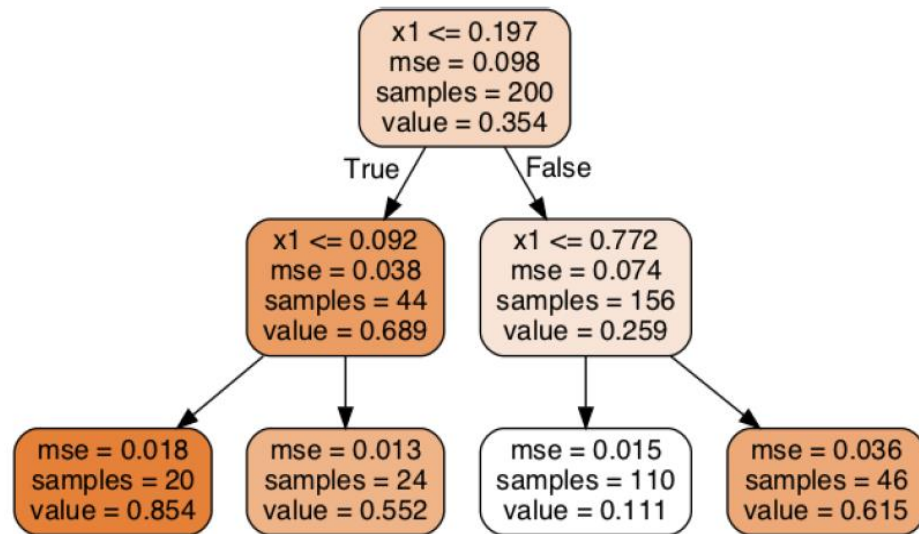 x1 <= 0.197
mse = 0.098
samples = 200
value = 0.354
True
False
x1 <= 0.092
mse = 0.038
samples = 44
value = 0.689
x1 <= 0.772
mse = 0.074
samples = 156
value = 0.259
mse = 0.018
samples = 20
value = 0.854
mse = 0.013
samples = 24
value = 0.552
mse = 0.015
samples = 110
value = 0.111
mse = 0.036
samples = 46
value = 0.615